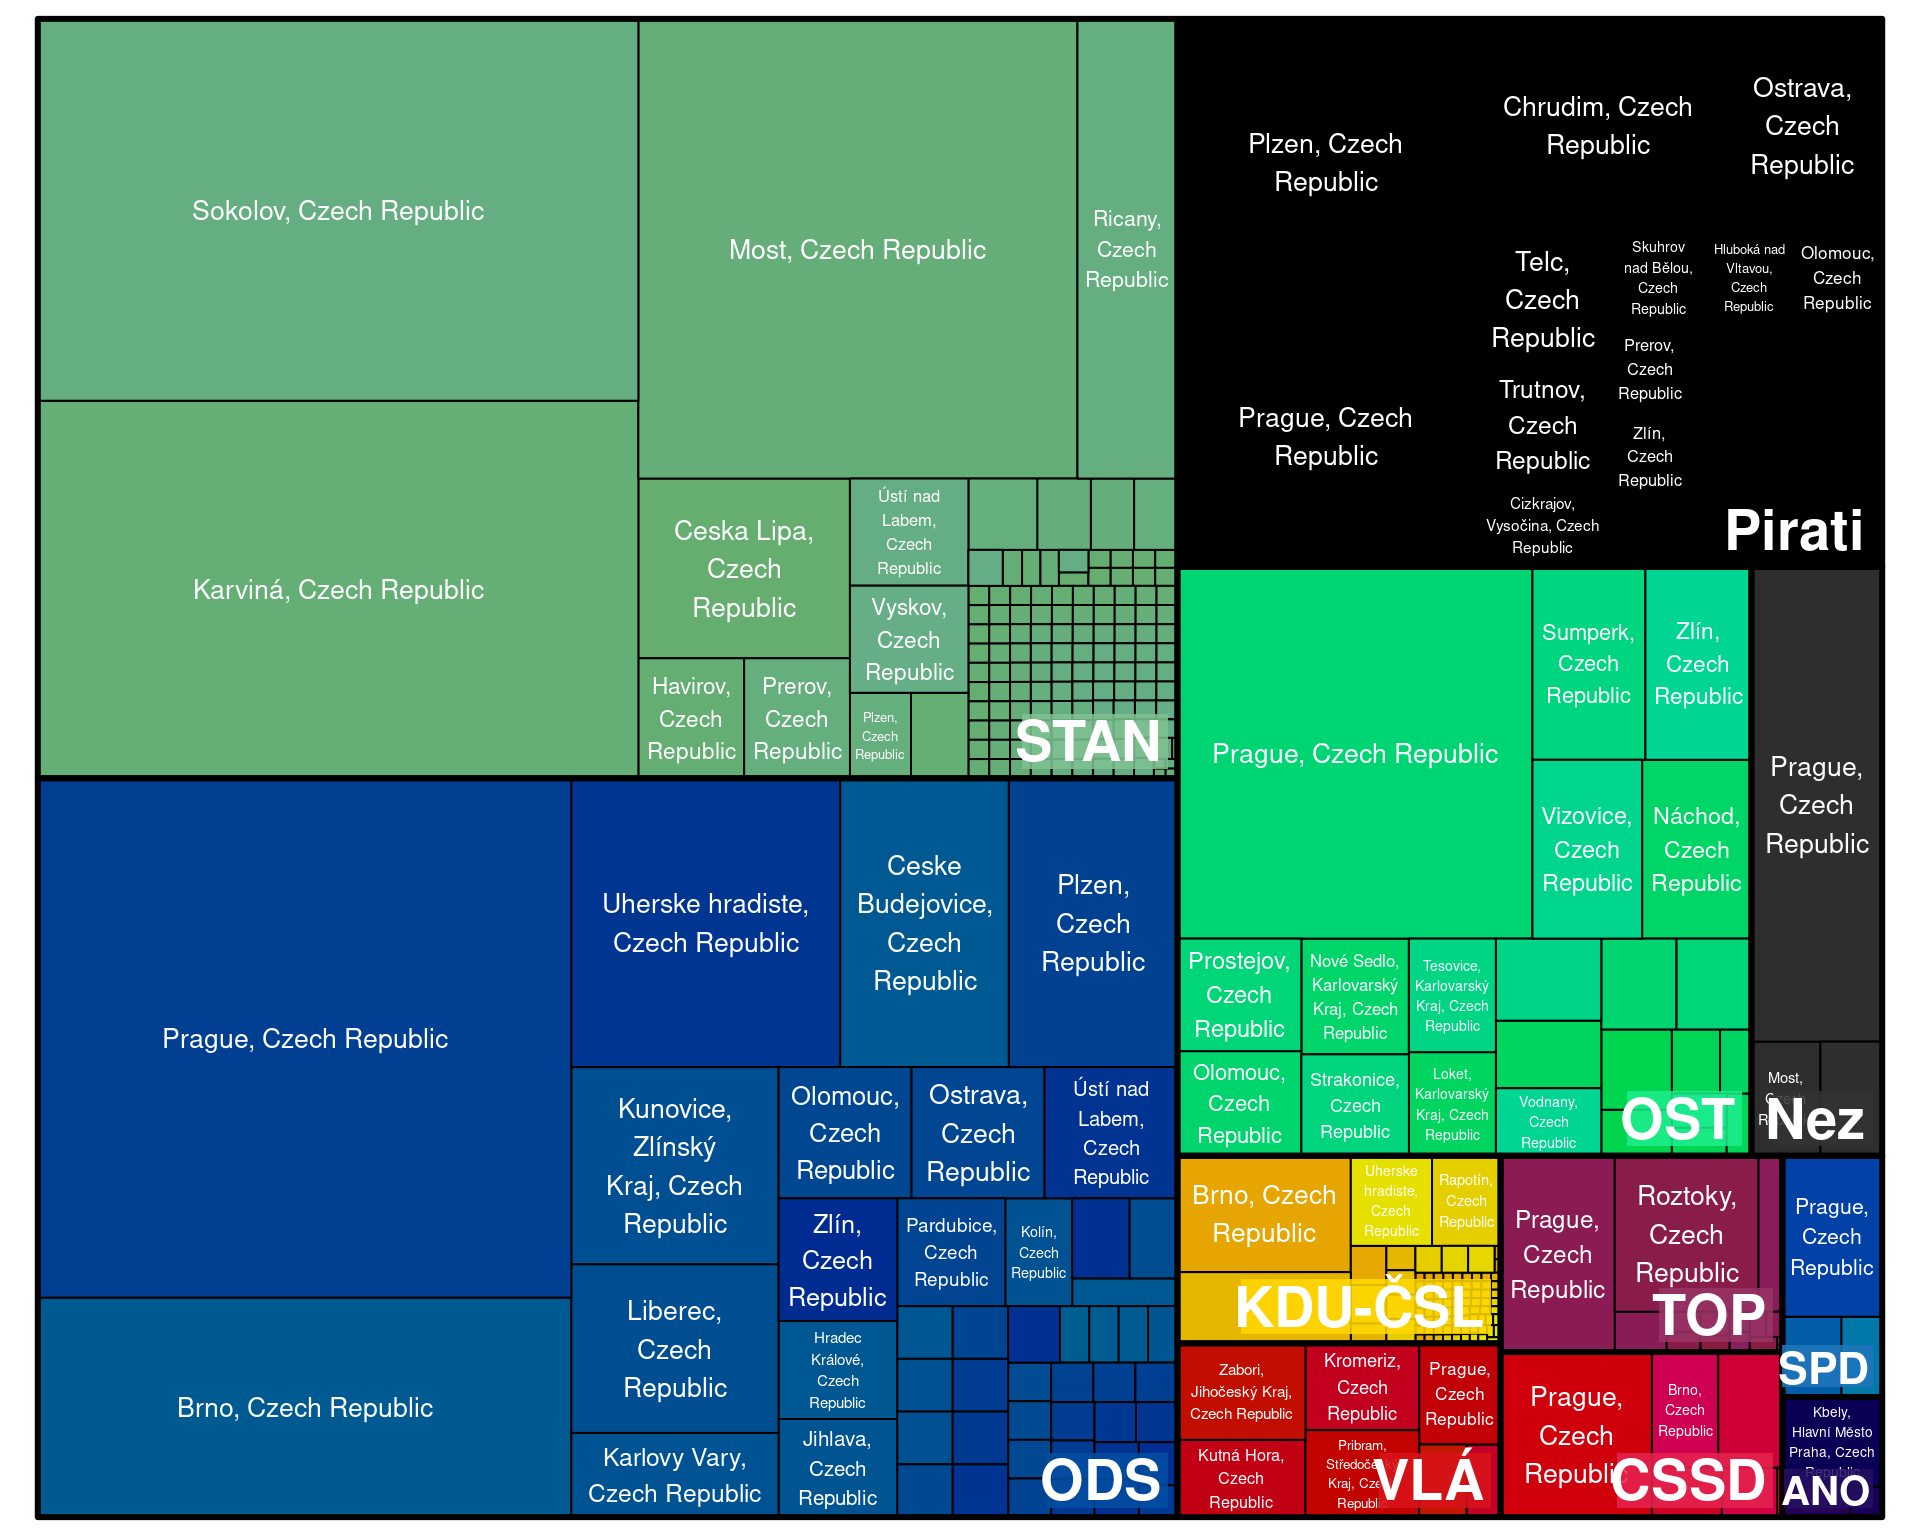 Sokolov, Czech Republic
Most, Czech Republic
Ricany,
Czech
Republic
Karviná, Czech Republic
Ceska Lipa,
Czech
Republic
Ústí nad
Labem,
Czech
Republic
Vyskov,
Czech
Republic
Havirov,
Czech
Republic
Prerov,
Czech
Republic
Plzen,
Czech
Republic
STAN
Plzen, Czech
Republic
Chrudim, Czech
Republic
Ostrava,
Czech
Republic
Prague, Czech
Republic
Telc,
Czech
Republic
Skuhrov
nad Bělou,
Czech
Republic
Hluboká nad
Vltavou,
Czech
Republic
Olomouc,
Czech
Republic
Trutnov,
Czech
Republic
Prerov,
Czech
Republic
Zlín,
Czech
Republic
Cizkrajov,
Vysočina, Czech
Republic
Pirati
Prague, Czech Republic
Brno, Czech Republic
Uherske hradiste,
Czech Republic
Ceske
Budejovice,
Czech
Republic
Plzen,
Czech
Republic
Kunovice,
Zlínský
Kraj, Czech
Republic
Liberec,
Czech
Republic
Karlovy Vary,
Czech Republic
Olomouc,
Czech
Republic
Ostrava,
Czech
Republic
Ústí nad
Labem,
Czech
Republic
Zlín,
Czech
Republic
Pardubice,
Czech
Republic
Kolín,
Czech
Republic
Hradec
Králové,
Czech
Republic
Jihlava,
Czech
Republic
ODS
Prague, Czech Republic
Sumperk,
Czech
Republic
Zlín,
Czech
Republic
Vizovice,
Czech
Republic
Náchod,
Czech
Republic
Prostejov,
Czech
Republic
Nové Sedlo,
Karlovarský
Kraj, Czech
Republic
Tesovice,
Karlovarský
Kraj, Czech
Republic
Olomouc,
Czech
Republic
Strakonice,
Czech
Republic
Loket,
Karlovarský
Kraj, Czech
Republic
Vodnany,
Czech
Republic
OST
Prague,
Czech
Republic
Most,
Nez
Brno, Czech
Republic
Uherske
hradiste,
Czech
Republic
Rapotín,
Czech
Republic
KDU-ČSL
Prague,
Czech
Republic
Roztoky,
Czech
Republic
TOP
Prague,
Czech
Republic
SPD
Zabori,
Jihočeský Kraj,
Czech Republic
Kromeriz,
Czech
Republic
Prague,
Czech
Republic
Kutná Hora,
Czech
Republic
Pribram,
Kraj,
VLÁ
Prague,
Czech
Republic
Brno,
Czech
Republic
CSSD
Kbely,
Hlavní Město
Praha, Czech
Republic
ANO